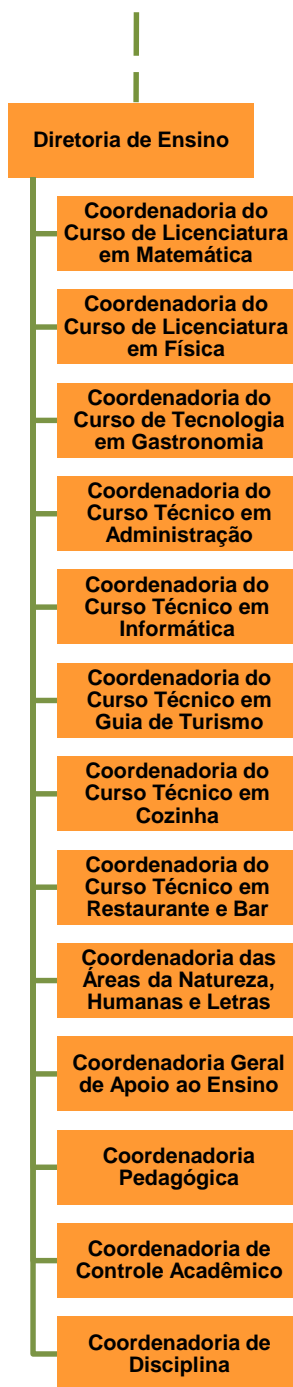 Diretoria de Ensino
Coordenadoria do
Curso de Licenciatura
em Matemática
Coordenadoria do
Curso de Licenciatura
em Física
Coordenadoria do
Curso de Tecnologia
em Gastronomia
Coordenadoria do
Curso Técnico em
Administração
Coordenadoria do
Curso Técnico em
Informática
Coordenadoria do
Curso Técnico em
Guia de Turismo
Coordenadoria do
Curso Técnico em
Cozinha
Coordenadoria do
Curso Técnico em
Restaurante e Bar
Coordenadoria das
Áreas da Natureza,
Humanas e Letras
Coordenadoria Geral
de Apoio ao Ensino
Coordenadoria
Pedagógica
Coordenadoria de
Controle Acadêmico
Coordenadoria de
Disciplina